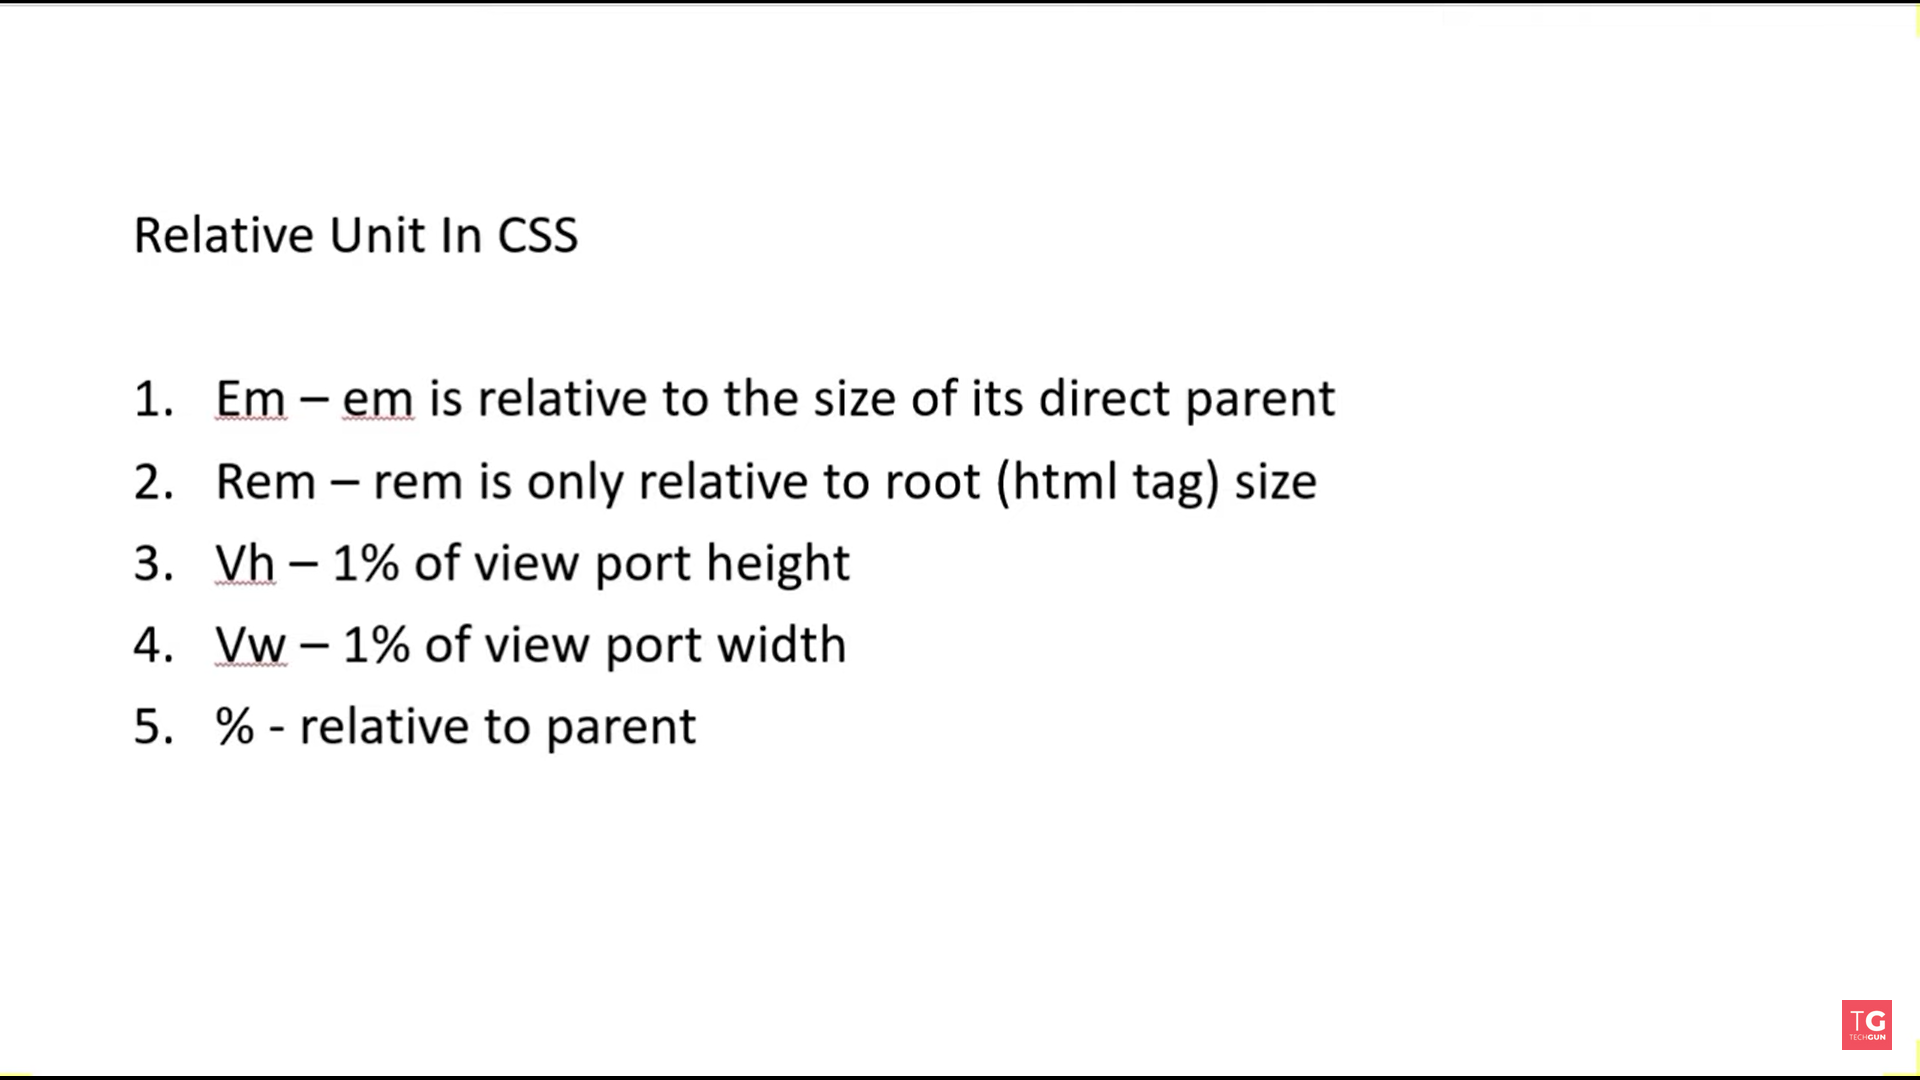 Relative Unit In CSS
1. Em – em is relative to the size of its direct parent
2. Rem – rem is only relative to root (html tag) size
3. Vh – 1% of view port height
4. Vw – 1% of view port width
5. % - relative to parent
TG
TECHGUN